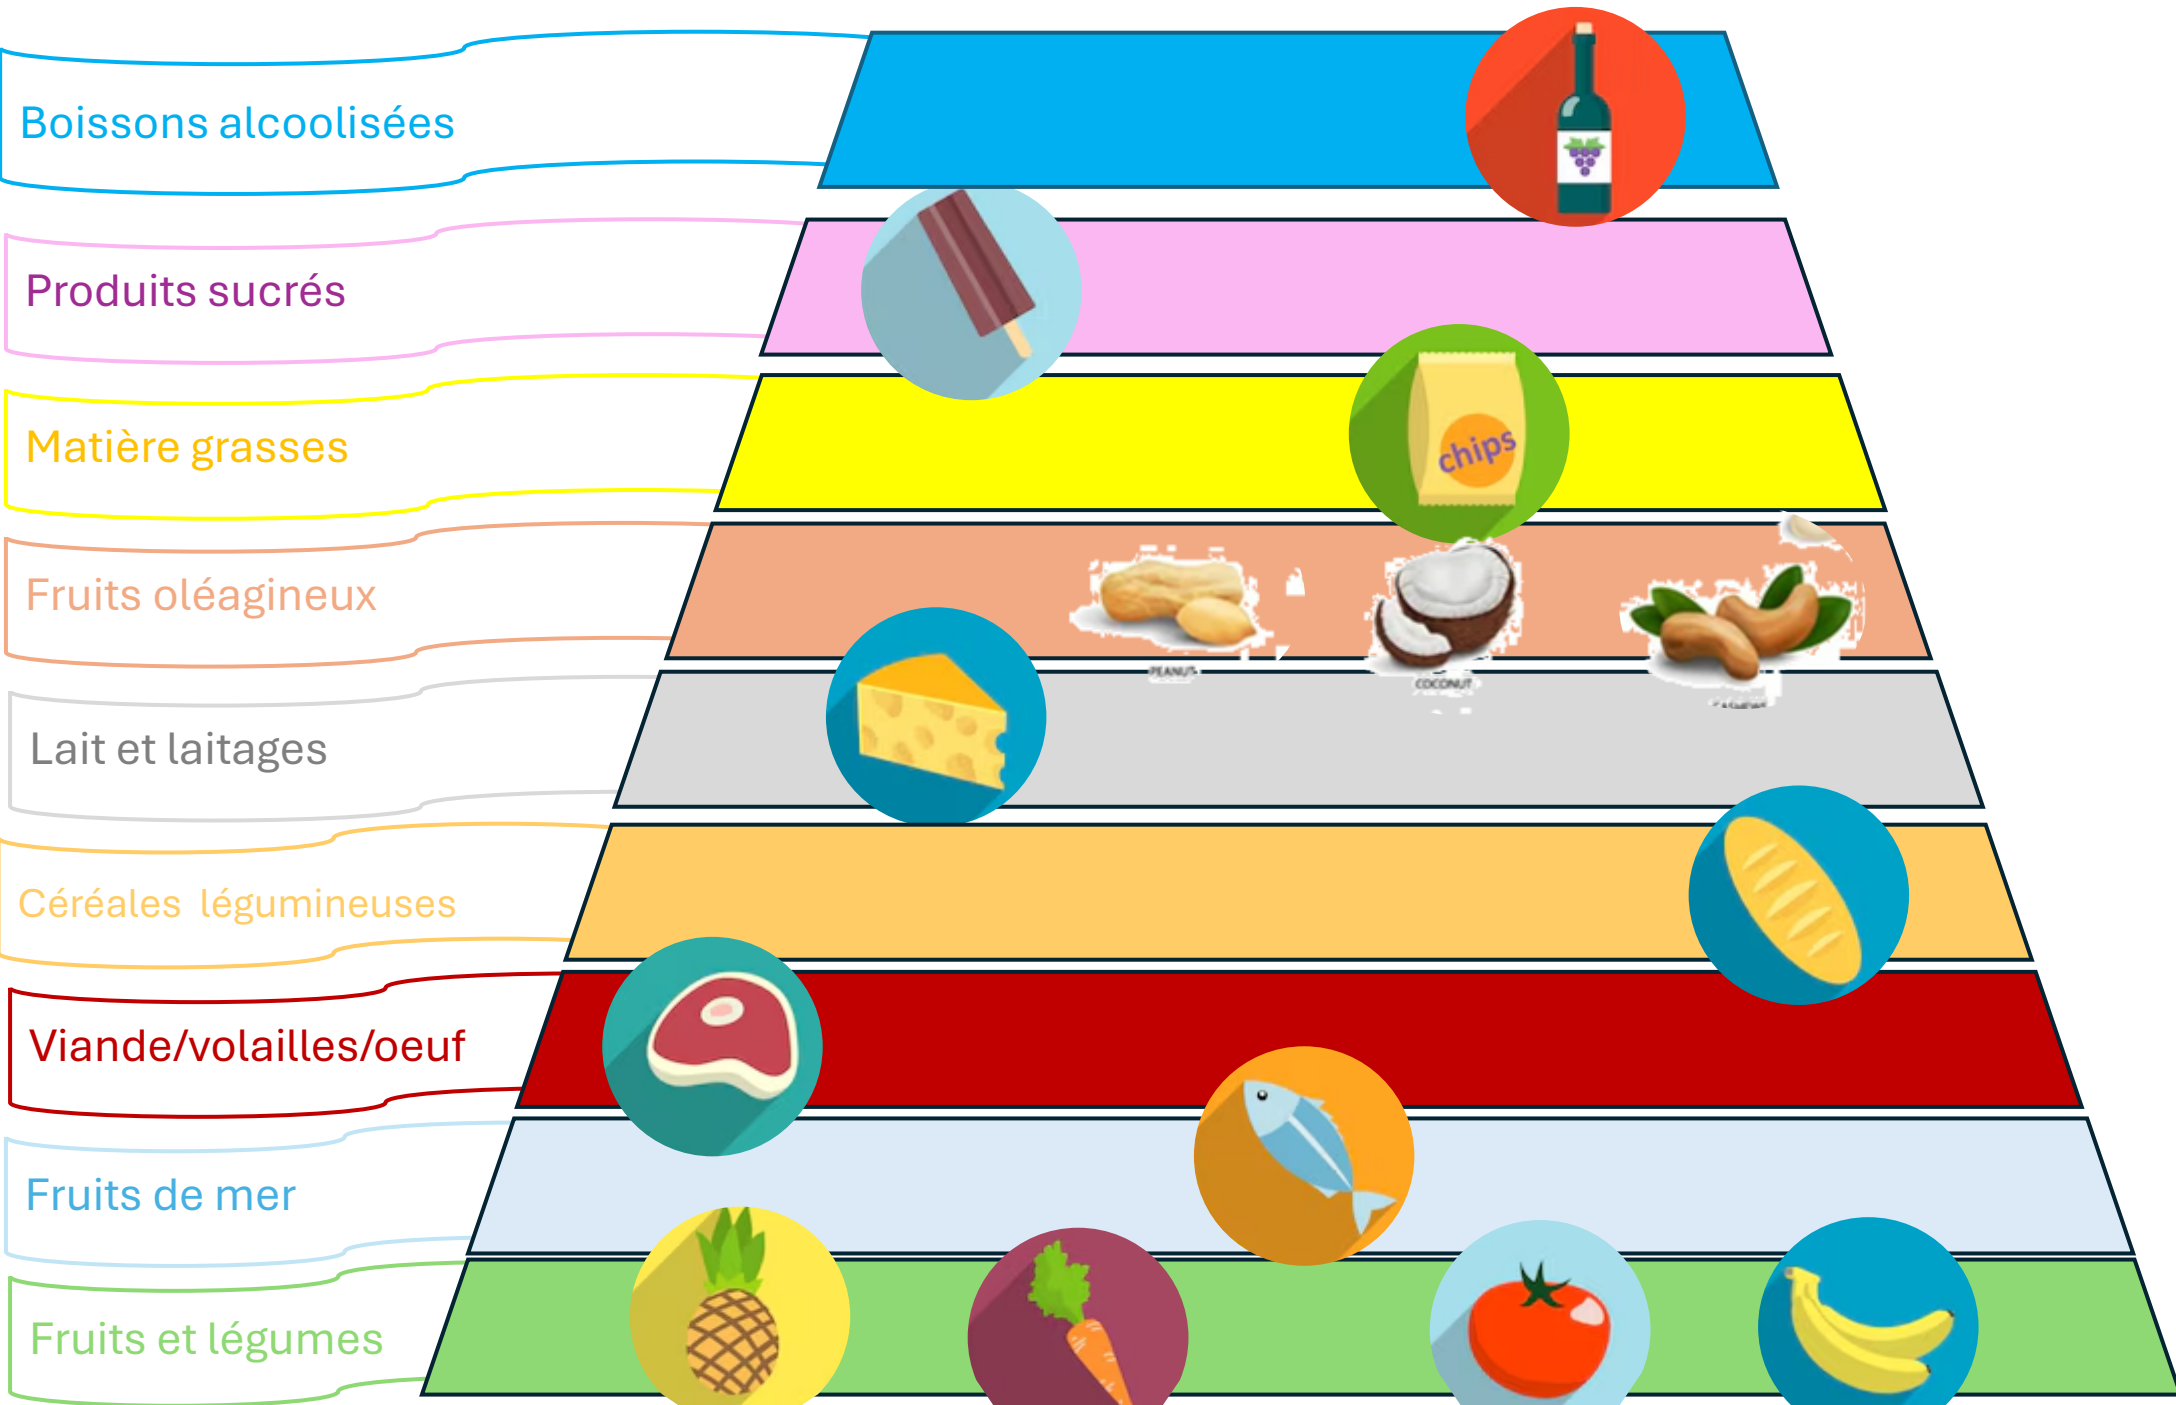 Boissons alcoolisées
Produits sucrés
Matière grasses
chips
Fruits oléagineux
PEANUT
COCONUT
Lait et laitages
Céréales légumineuses
Viande/volailles/oeuf
Fruits de mer
Fruits et légumes